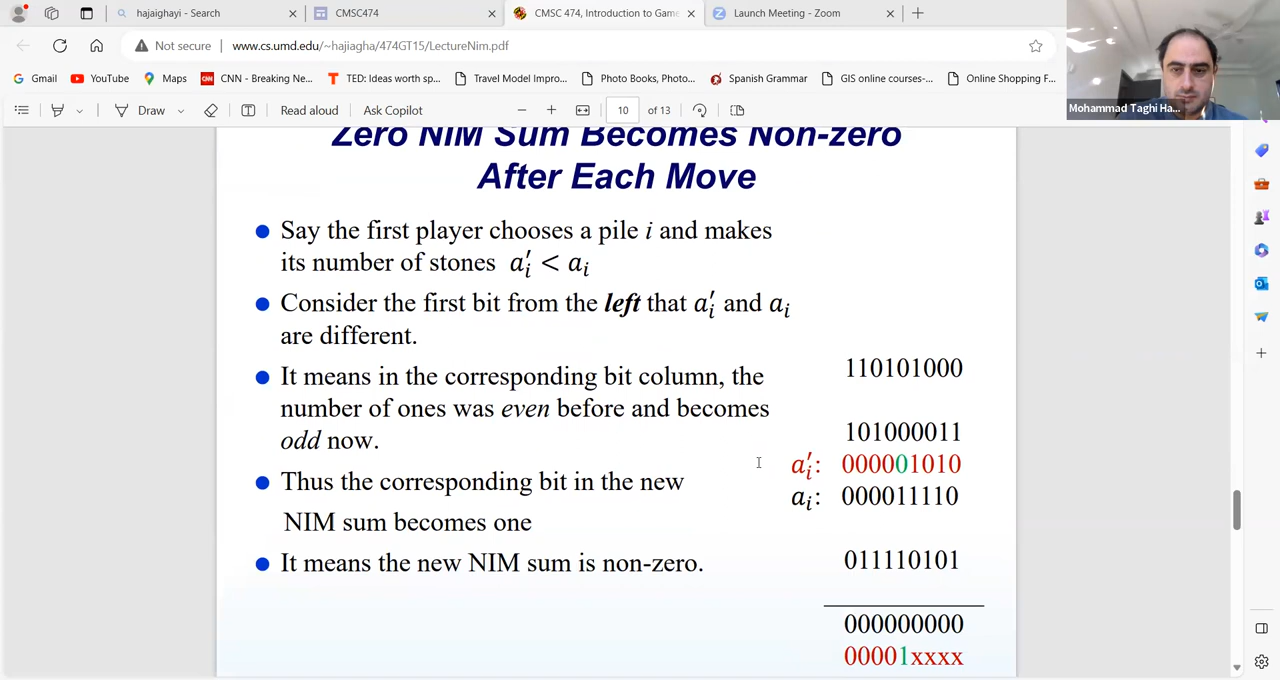 hajaighayi - Search
CMSC474
CMSC 474, Introduction to Game
Launch Meeting - Zoom
Not secure
www.cs.umd.edu/~hajiagha/474GT15/LectureNim.pdf
Gmail
YouTube
Maps
CNN - Breaking Ne...
TED: Ideas worth sp...
Travel Model Impro...
Photo Books, Photo...
Spanish Grammar
GIS online courses-...
Online Shopping F...
Draw
Read aloud
Ask Copilot
10
of 13
Mohammad Taghi Ha...
Zero NIM Sum Becomes Non-zero
After Each Move
Say the first player chooses a pile i and makes
its number of stones a′ᵢ < aᵢ
Consider the first bit from the left that a′ᵢ and aᵢ
are different.
It means in the corresponding bit column, the
number of ones was even before and becomes
odd now.
Thus the corresponding bit in the new
NIM sum becomes one
It means the new NIM sum is non-zero.
110101000
101000011
a′ᵢ: 000001010
aᵢ: 000011110
011110101
000000000
00001xxxx